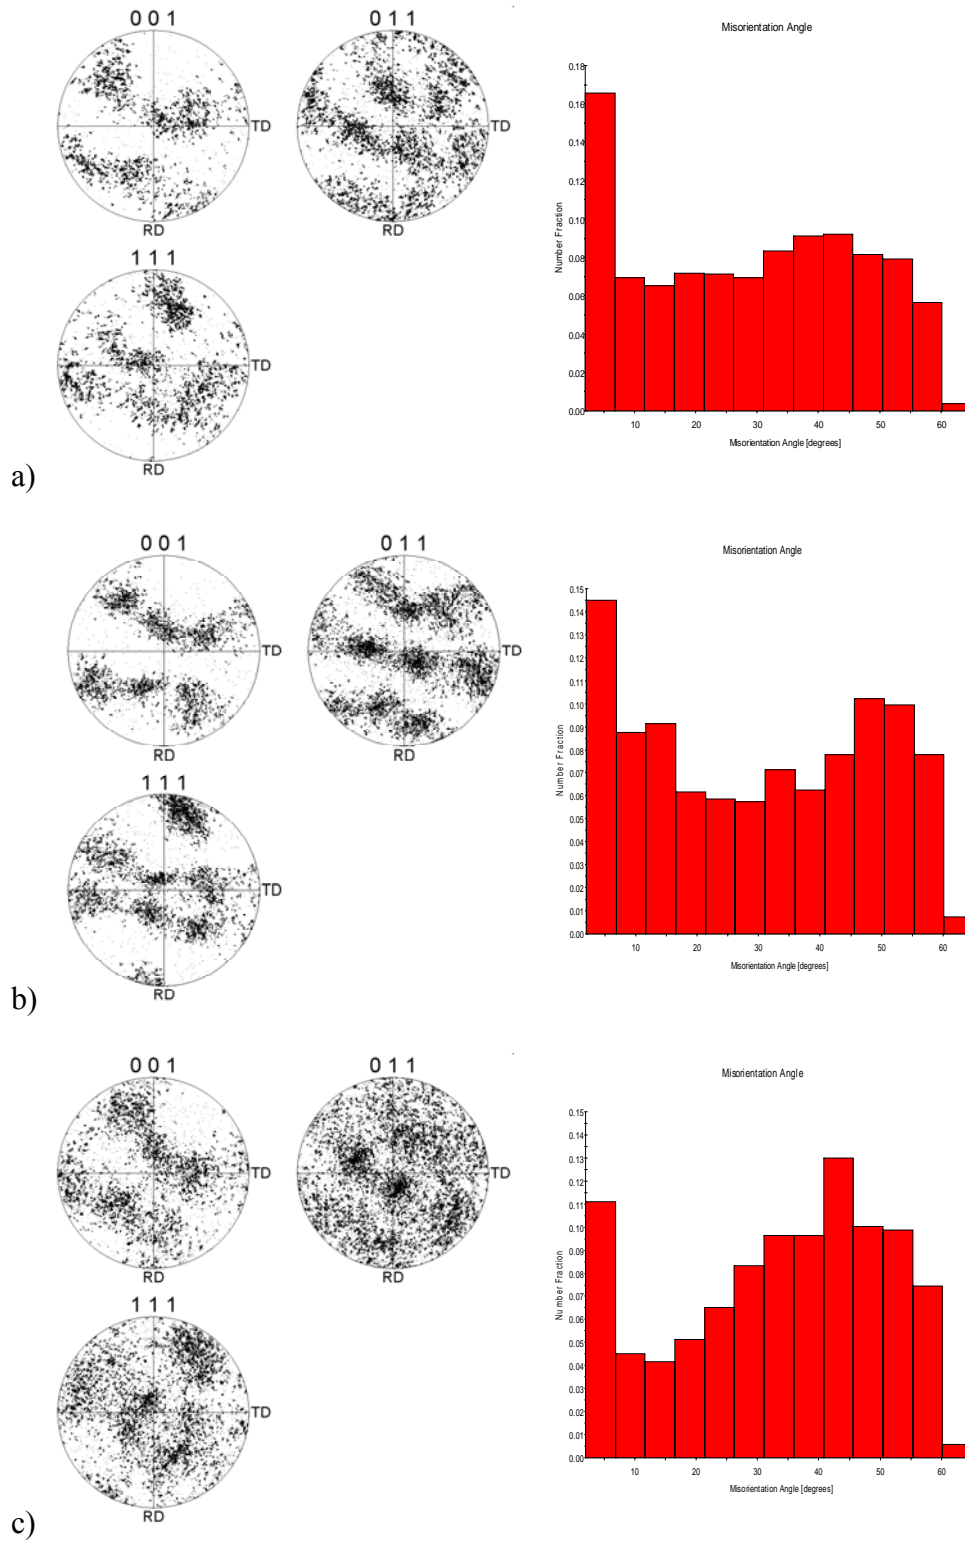 0 0 1
0 1 1
TD
TD
RD
RD
1 1 1
TD
RD
Misorientation Angle
0.18
0.16
0.14
0.12
0.10
0.08
0.06
0.04
0.02
0.00
Number Fraction
10 20 30 40 50 60
Misorientation Angle [degrees]
a)
0 0 1
0 1 1
TD
TD
RD
RD
1 1 1
TD
RD
Misorientation Angle
0.15
0.14
0.13
0.12
0.11
0.10
0.09
0.08
0.07
0.06
0.05
0.04
0.03
0.02
0.01
0.00
Number Fraction
10 20 30 40 50 60
Misorientation Angle [degrees]
b)
0 0 1
0 1 1
TD
TD
RD
RD
1 1 1
TD
RD
Misorientation Angle
0.15
0.14
0.13
0.12
0.11
0.10
0.09
0.08
0.07
0.06
0.05
0.04
0.03
0.02
0.01
0.00
Number Fraction
10 20 30 40 50 60
Misorientation Angle [degrees]
c)